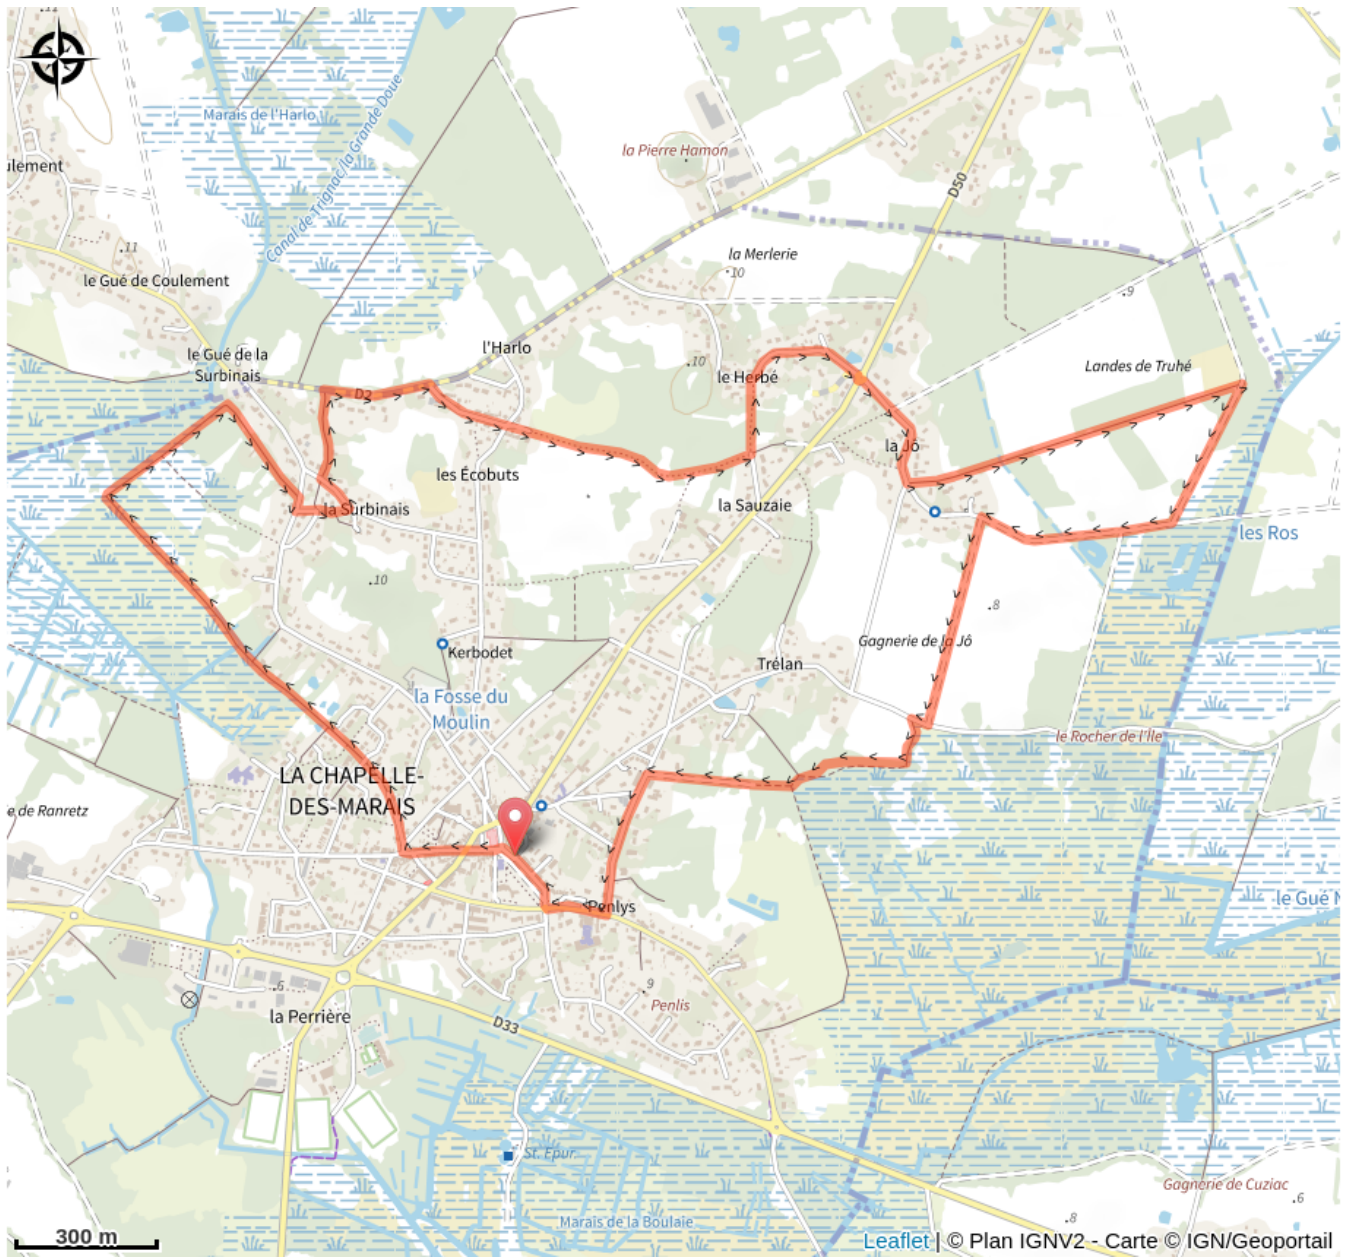 Marais de l'Harlo
Canal de Trignac/la Grande Doue
ulement
la Pierre Hamon
D50
11
le Gué de Coulement
la Merlerie
10
9
le Gué de la
Surbinais
l'Harlo
10
le Herbé
Landes de Truhé
D2
la Jô
les Écobuts
la Surbinais
la Sauzaie
les Ros
10
8
Gagnerie de la Jô
Kerbodet
Trélan
la Fosse du
Moulin
le Rocher de l'Île
LA CHAPELLE-
DES-MARAIS
e de Ranretz
Penlys
le Gué N
6
9
Penlis
la Perrière
D33
St. Epur
Gagnerie de Cuziac
6
Marais de la Boulaie
8
300 m
Leaflet | © Plan IGNV2 - Carte © IGN/Geoportail